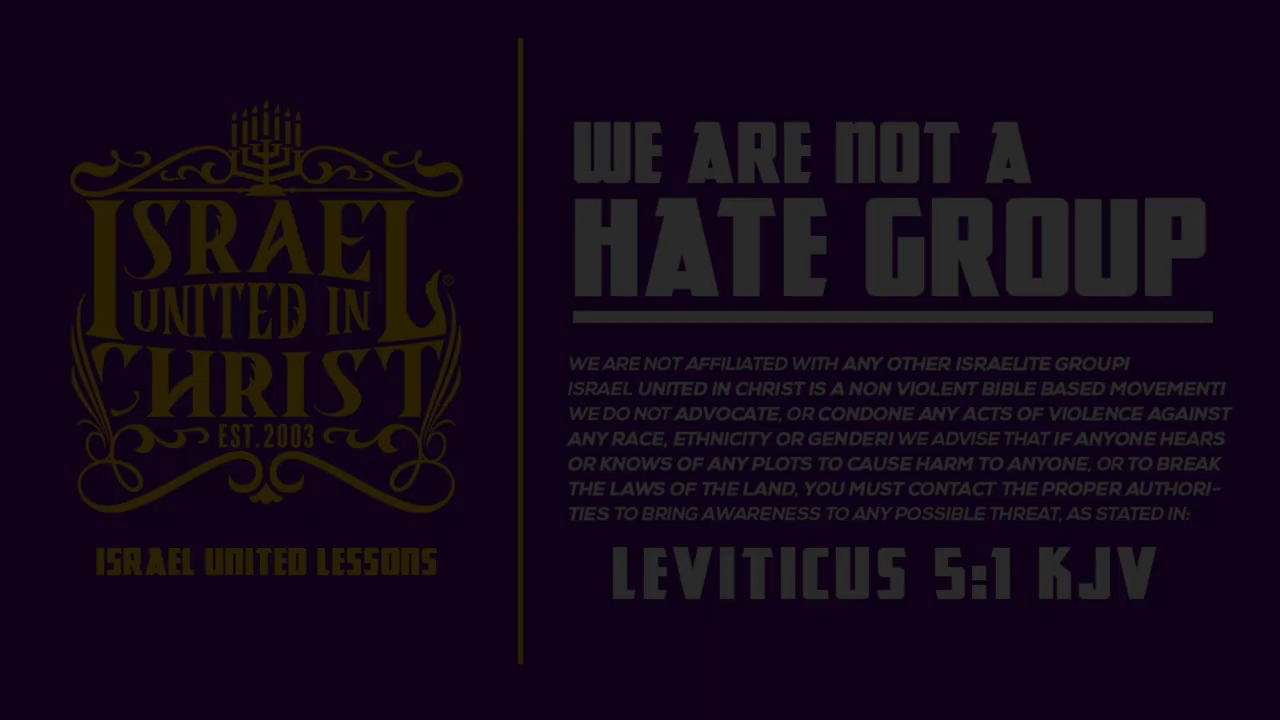 ISRAEL
UNITED IN
CHRIST
EST.2003
ISRAEL UNITED LESSONS
WE ARE NOT A
HATE GROUP
WE ARE NOT AFFILIATED WITH ANY OTHER ISRAELITE GROUP!
ISRAEL UNITED IN CHRIST IS A NON VIOLENT BIBLE BASED MOVEMENT!
WE DO NOT ADVOCATE, OR CONDONE ANY ACTS OF VIOLENCE AGAINST
ANY RACE, ETHNICITY OR GENDER! WE ADVISE THAT IF ANYONE HEARS
OR KNOWS OF ANY PLOTS TO CAUSE HARM TO ANYONE, OR TO BREAK
THE LAWS OF THE LAND, YOU MUST CONTACT THE PROPER AUTHORI-
TIES TO BRING AWARENESS TO ANY POSSIBLE THREAT, AS STATED IN:
LEVITICUS 5:1 KJV